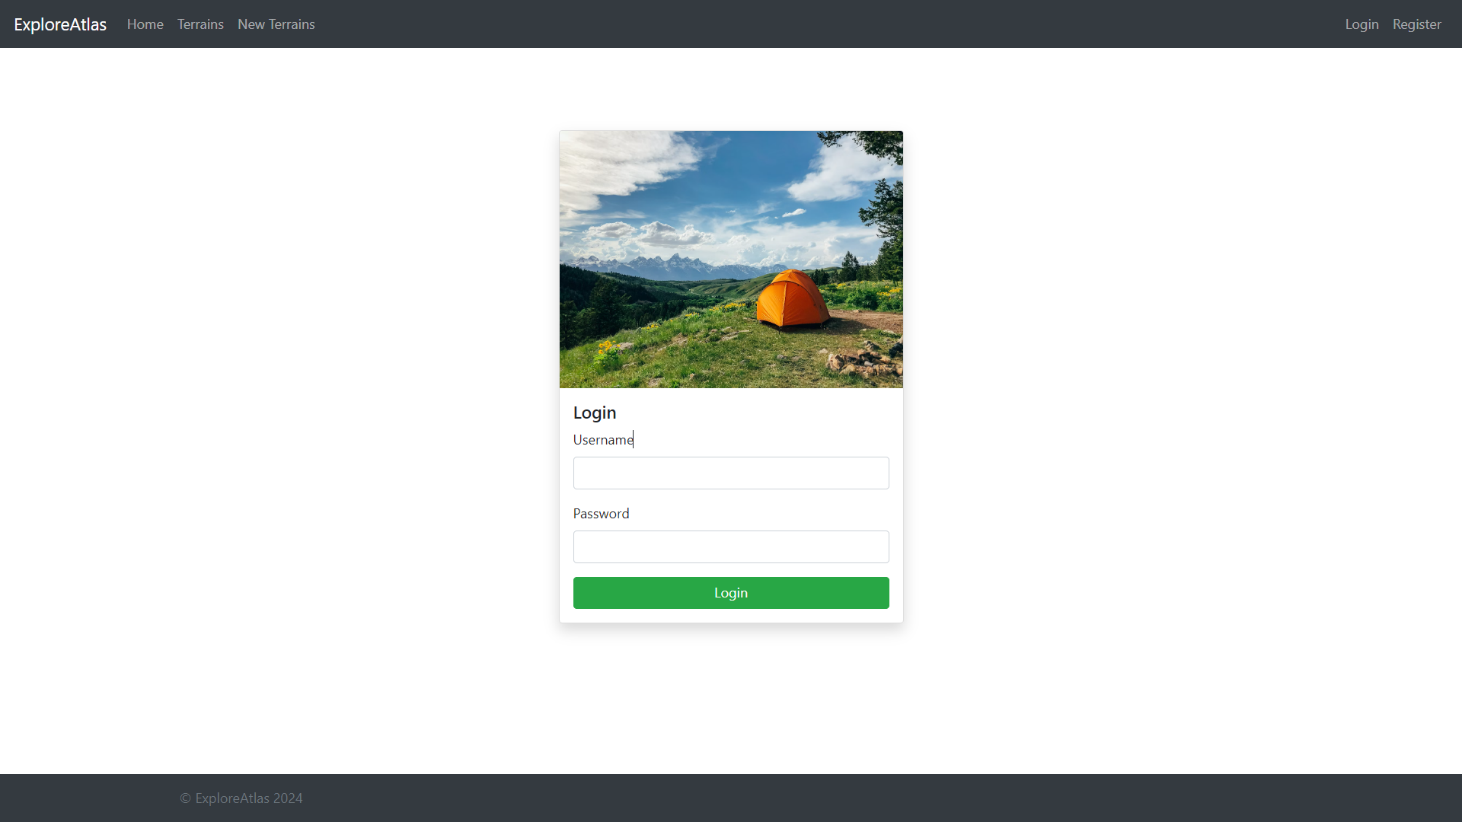 ExploreAtlas Home Terrains New Terrains Login Register
Login
Username
Password
Login
© ExploreAtlas 2024